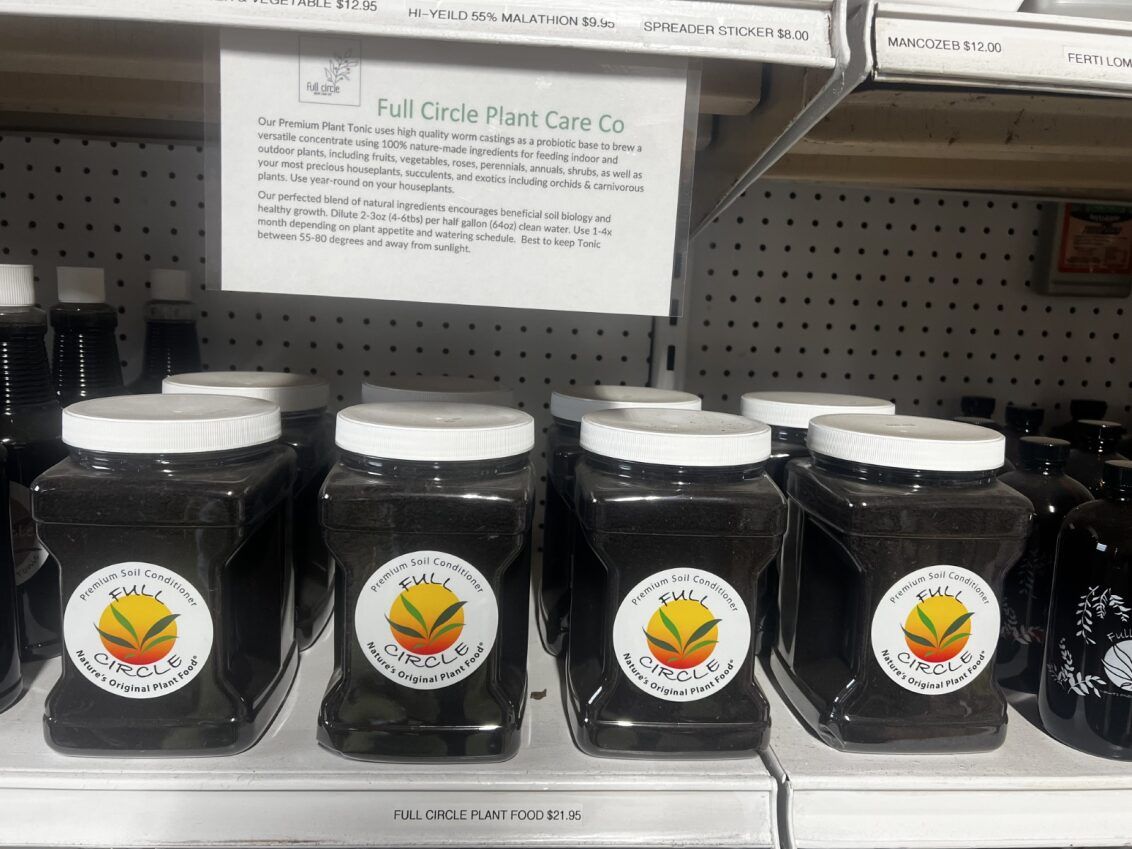 & VEGETABLE $12.95
HI-YEILD 55% MALATHION $9.95
SPREADER STICKER $8.00
MANCOZEB $12.00
FERTI LOM
Full circle
Full Circle Plant Care Co
Our Premium Plant Tonic uses high quality worm castings as a probiotic base to brew a
versatile concentrate using 100% nature-made ingredients for feeding indoor and
outdoor plants, including fruits, vegetables, roses, perennials, annuals, shrubs, as well as
your most precious houseplants, succulents, and exotics including orchids & carnivorous
plants. Use year-round on your houseplants.
Our perfected blend of natural ingredients encourages beneficial soil biology and
healthy growth. Dilute 2-3oz (4-6tbs) per half gallon (64oz) clean water. Use 1-4x
month depending on plant appetite and watering schedule. Best to keep Tonic
between 55-80 degrees and away from sunlight.
Premium Soil Conditioner
FULL
CIRCLE
Nature's Original Plant Food®
Premium Soil Conditioner
FULL
CIRCLE
Nature's Original Plant Food®
Premium Soil Conditioner
FULL
CIRCLE
Nature's Original Plant Food®
Premium Soil Conditioner
FULL
CIRCLE
Nature's Original Plant Food®
Full
FULL CIRCLE PLANT FOOD $21.95